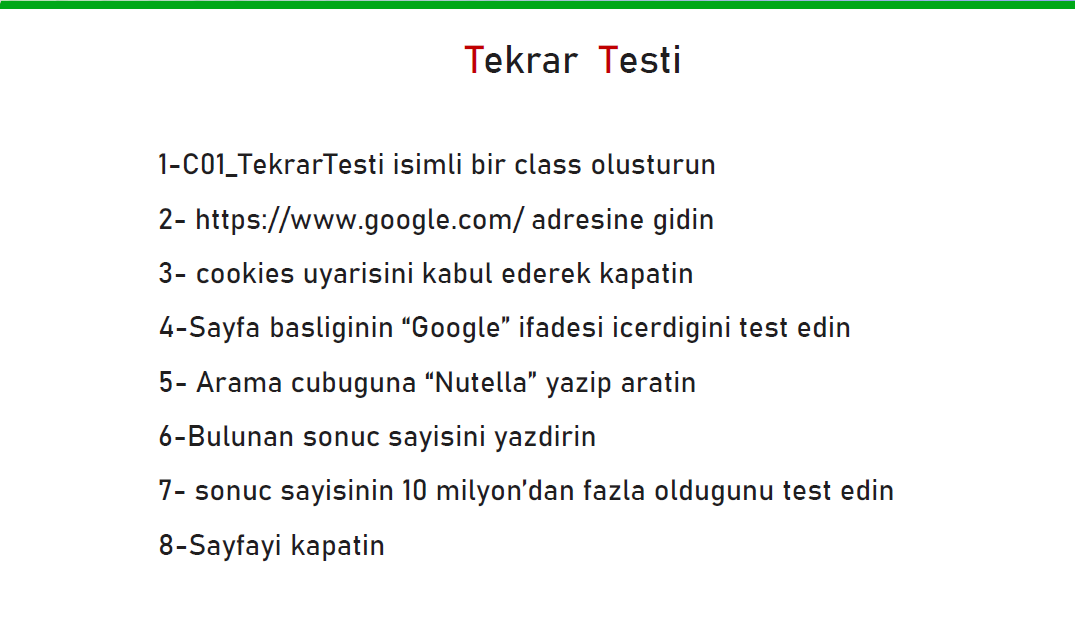 Tekrar Testi
1-C01_TekrarTesti isimli bir class olusturun
2- https://www.google.com/ adresine gidin
3- cookies uyarisini kabul ederek kapatin
4-Sayfa basliginin “Google” ifadesi icerdigini test edin
5- Arama cubuguna “Nutella” yazip aratin
6-Bulunan sonuc sayisini yazdirin
7- sonuc sayisinin 10 milyon’dan fazla oldugunu test edin
8-Sayfayi kapatin